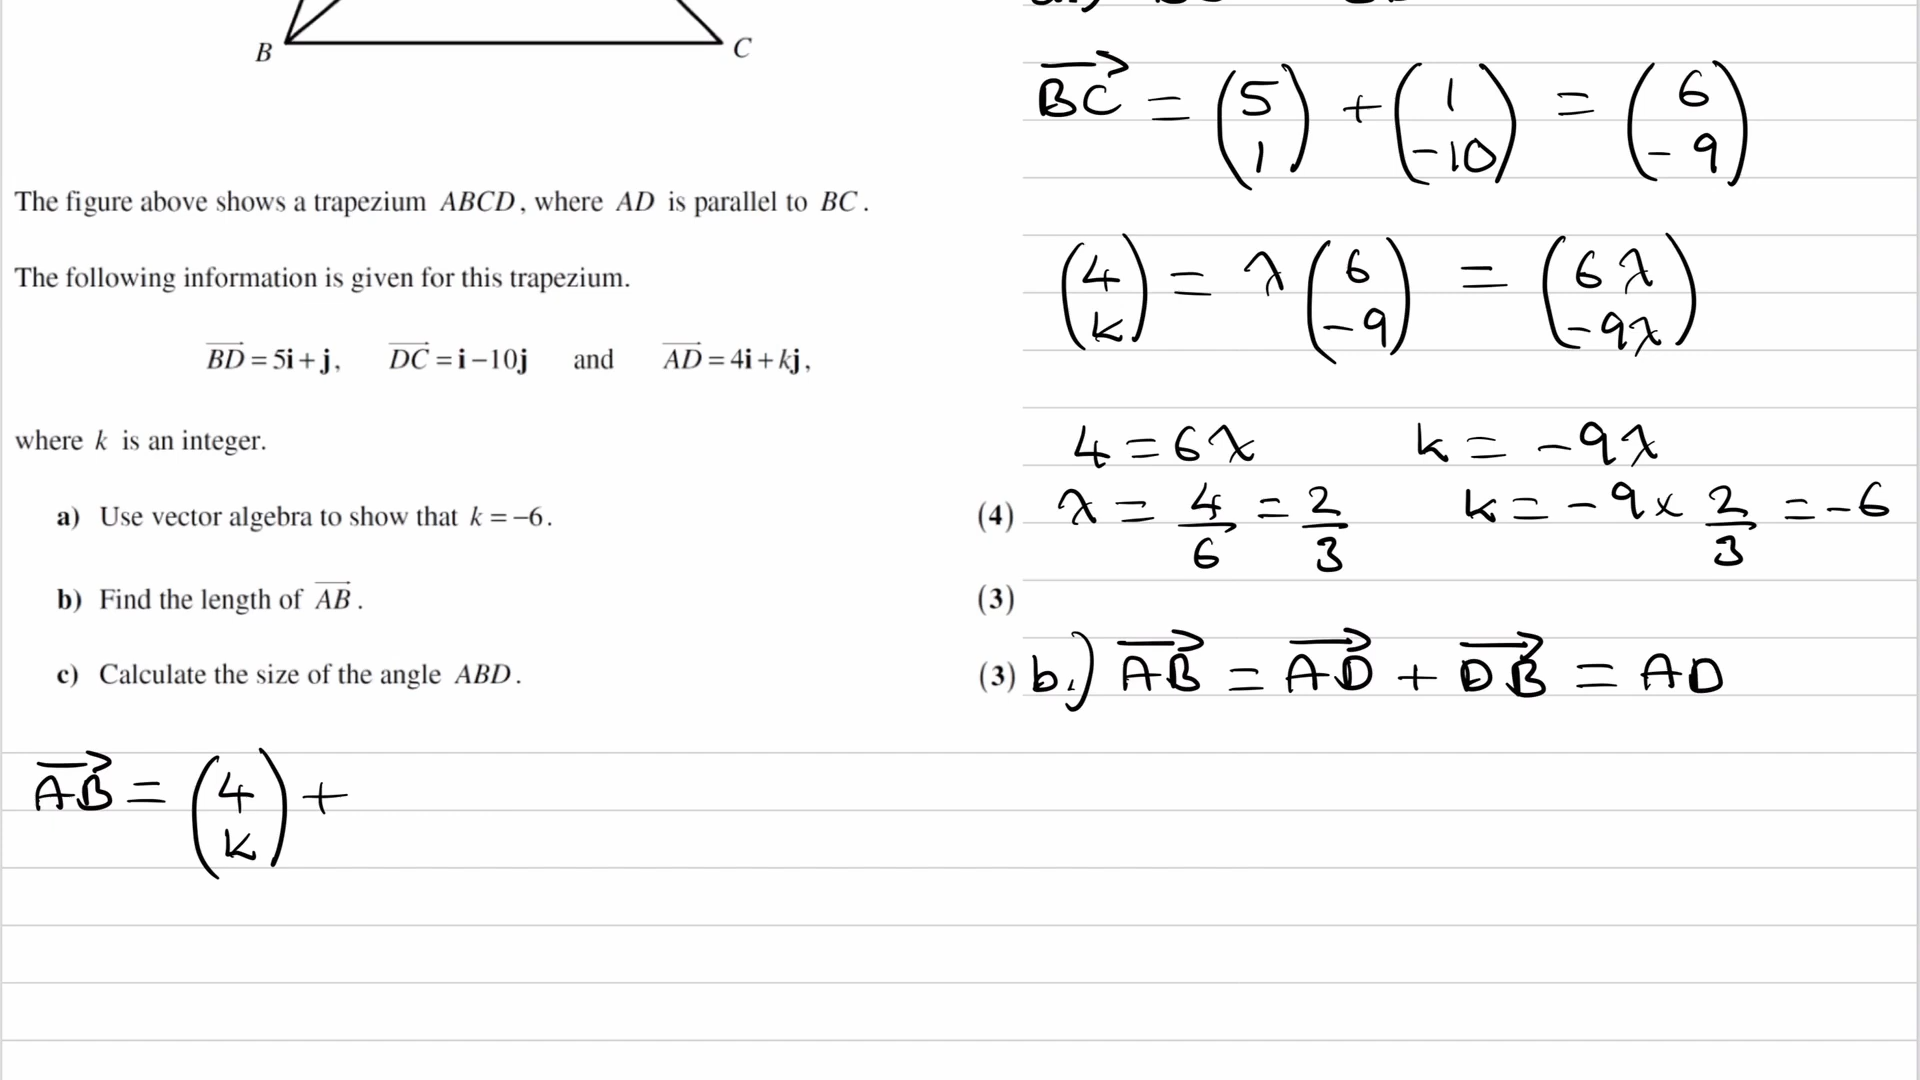 B C
The figure above shows a trapezium ABCD, where AD is parallel to BC.
The following information is given for this trapezium.
BD→ = 5i + j, DC→ = i − 10j and AD→ = 4i + kj,
where k is an integer.
a) Use vector algebra to show that k = −6. (4)
b) Find the length of AB→. (3)
c) Calculate the size of the angle ABD. (3)
BC→ = (5 1) + (1 -10) = (6 -9)
(4 k) = λ(6 -9) = (6λ -9λ)
4 = 6λ k = -9λ
λ = 4/6 = 2/3 k = -9 × 2/3 = -6
b.) AB→ = AD→ + DB→ = AD
AB→ = (4 k) +